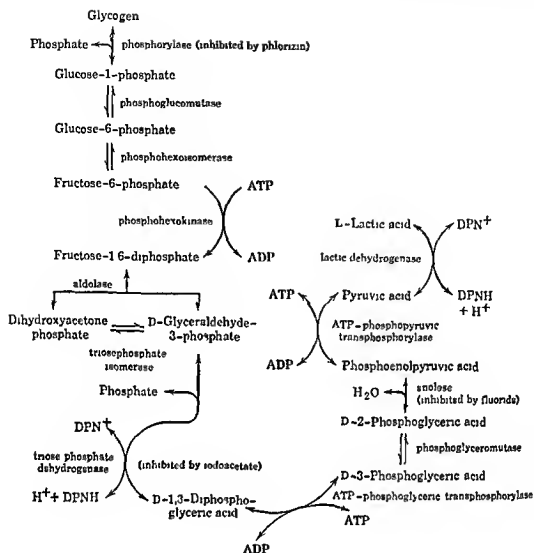 Glycogen
Phosphate
phosphorylase (inhibited by phlorizin)
Glucose-1-phosphate
phosphoglucomutase
Glucose-6-phosphate
phosphohexoisomerase
Fructose-6-phosphate
ATP
phosphohexokinase
Fructose-1 6-diphosphate
ADP
aldolase
Dihydroxyacetone
phosphate
D-Glyceraldehyde-
3-phosphate
triosephosphate
isomerase
Phosphate
DPN+
triose phosphate
dehydrogenase
(inhibited by iodoacetate)
H+ + DPNH
D-1,3-Diphospho-
glyceric acid
ADP
ATP
ATP-phosphoglyceric transphosphorylase
D-3-Phosphoglyceric acid
phosphoglyceromutase
D-2-Phosphoglyceric acid
H2O
enolase
(inhibited by fluoride)
Phosphoenolpyruvic acid
ADP
ATP-phosphopyruvic
transphosphorylase
ATP
Pyruvic acid
DPNH
+ H+
lactic dehydrogenase
L-Lactic acid
DPN+